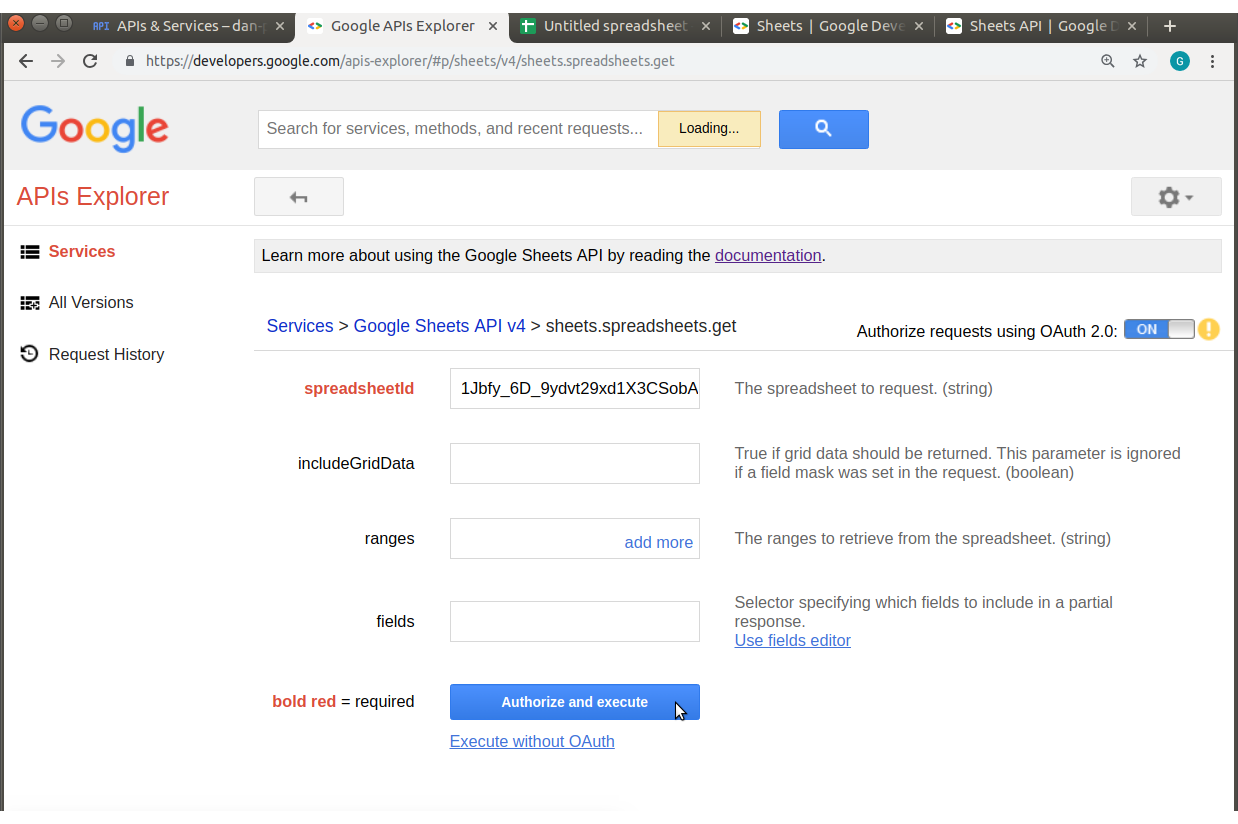 API APIs & Services – dan-
Google APIs Explorer
Untitled spreadsheet
Sheets | Google Deve
Sheets API | Google D
https://developers.google.com/apis-explorer/#p/sheets/v4/sheets.spreadsheets.get
G
Google
Search for services, methods, and recent requests...
Loading...
APIs Explorer
Services
All Versions
Request History
Learn more about using the Google Sheets API by reading the documentation.
Services > Google Sheets API v4 > sheets.spreadsheets.get
Authorize requests using OAuth 2.0: ON !
spreadsheetId
1Jbfy_6D_9ydvt29xd1X3CSobA
The spreadsheet to request. (string)
includeGridData
True if grid data should be returned. This parameter is ignored
if a field mask was set in the request. (boolean)
ranges
add more
The ranges to retrieve from the spreadsheet. (string)
fields
Selector specifying which fields to include in a partial
response.
Use fields editor
bold red = required
Authorize and execute
Execute without OAuth